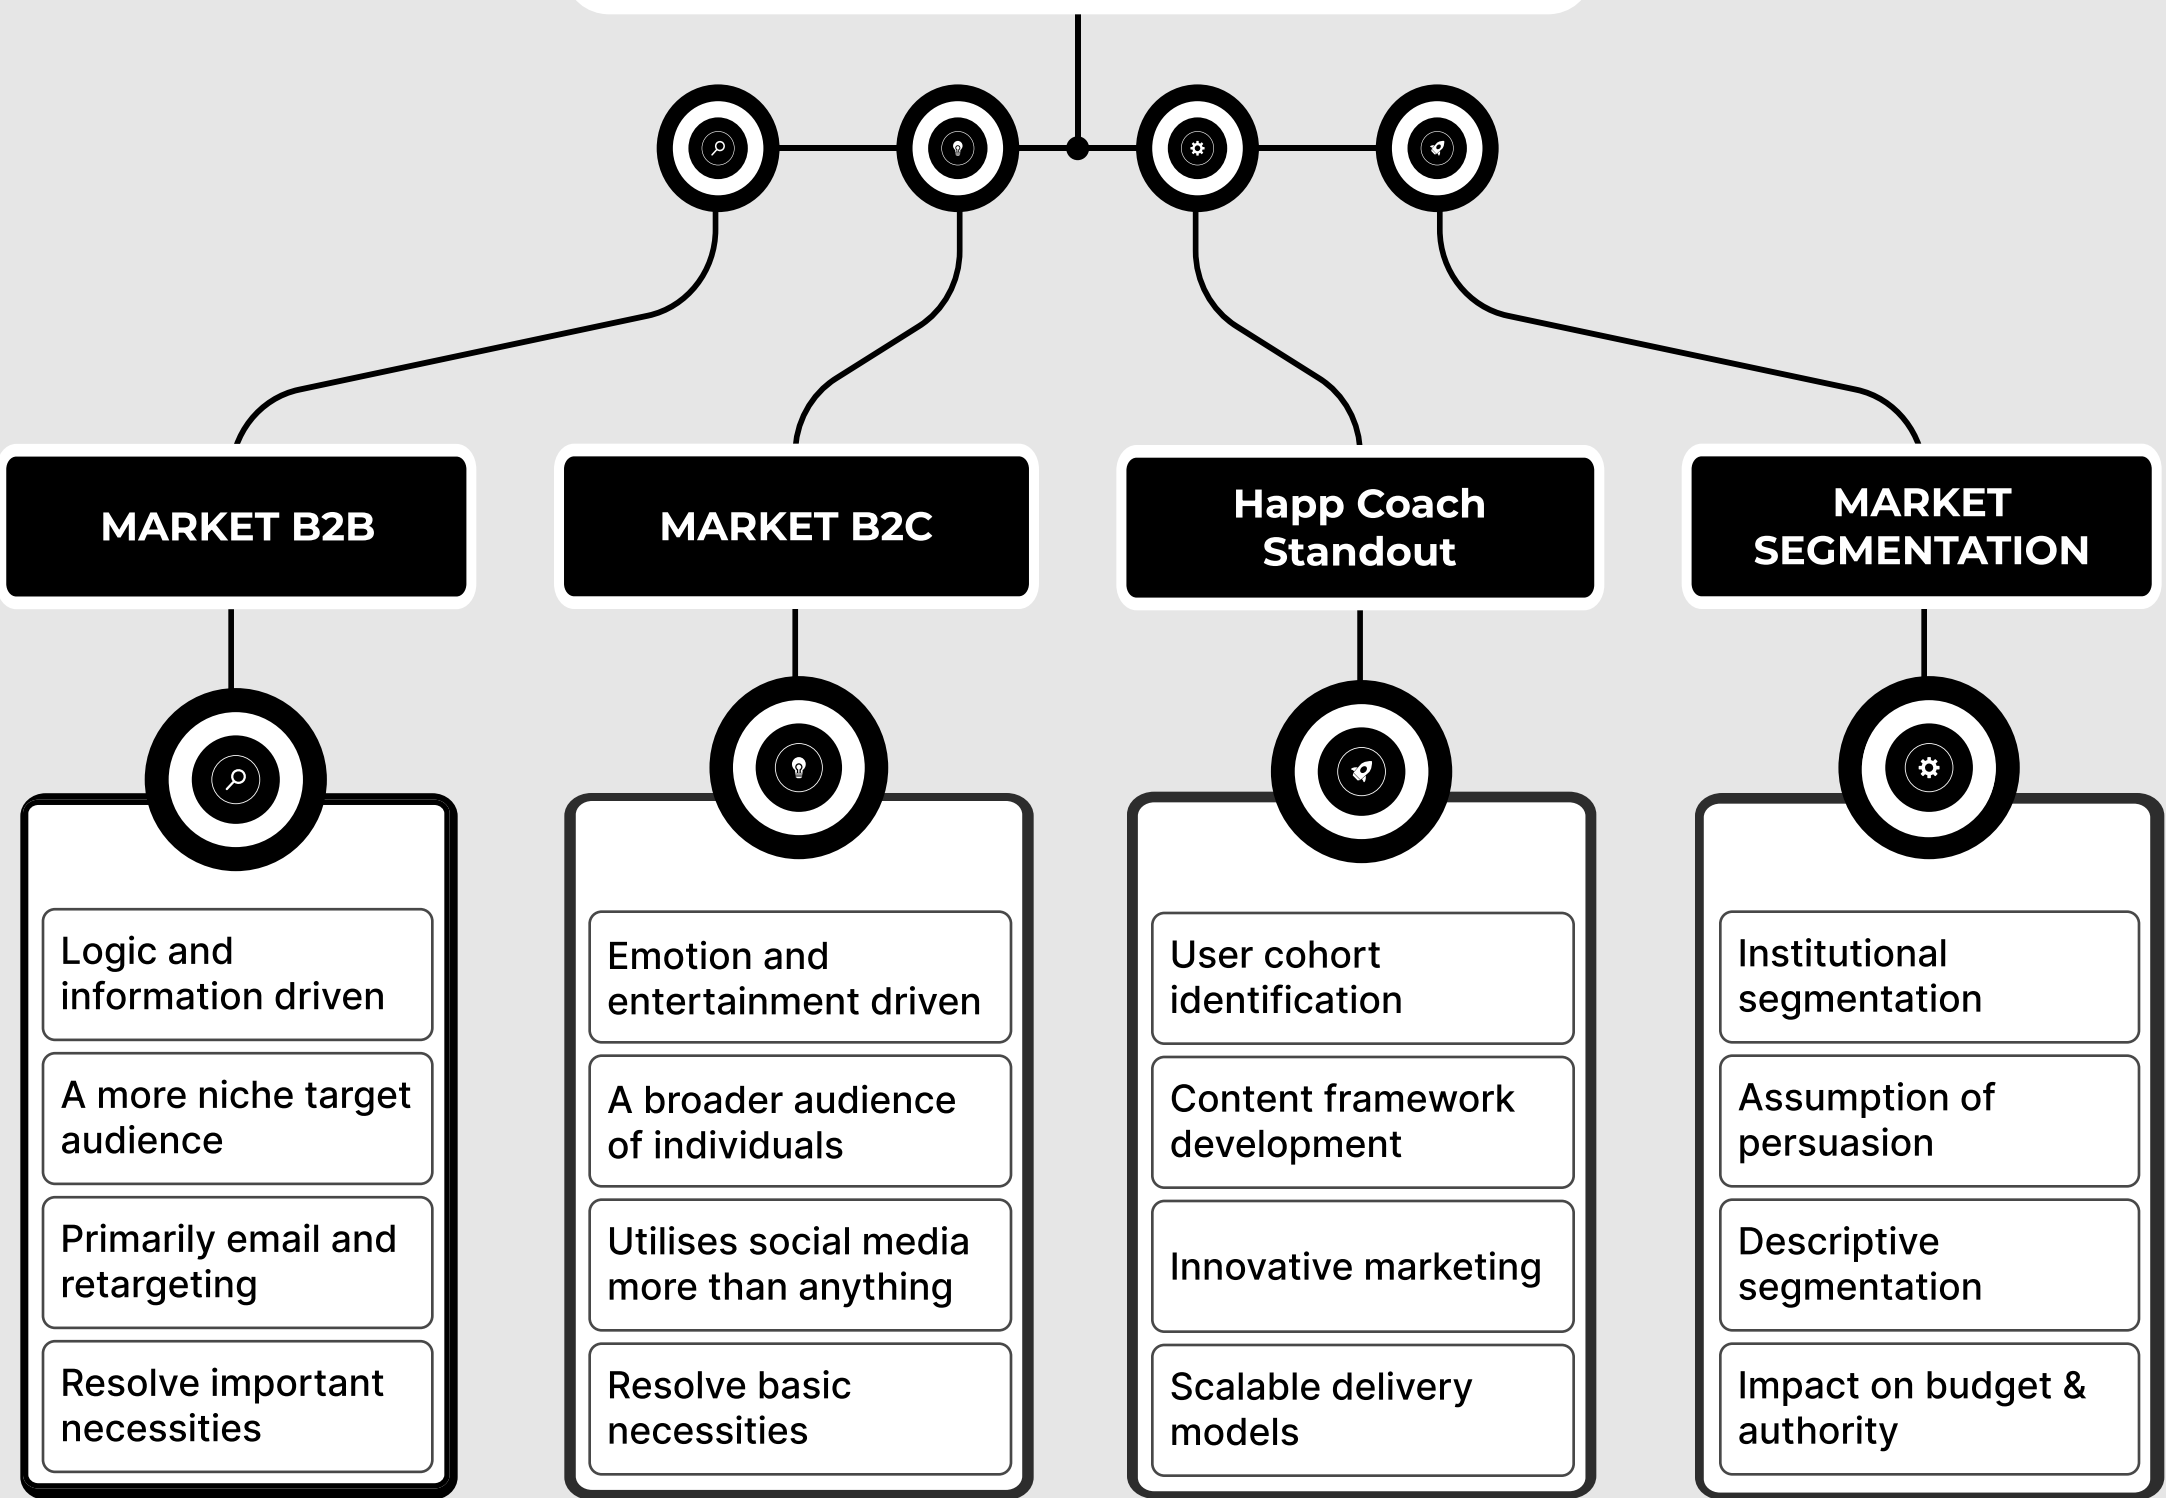 MARKET B2B
MARKET B2C
Happ Coach
Standout
MARKET
SEGMENTATION
Logic and
information driven
A more niche target
audience
Primarily email and
retargeting
Resolve important
necessities
Emotion and
entertainment driven
A broader audience
of individuals
Utilises social media
more than anything
Resolve basic
necessities
User cohort
identification
Content framework
development
Innovative marketing
Scalable delivery
models
Institutional
segmentation
Assumption of
persuasion
Descriptive
segmentation
Impact on budget &
authority